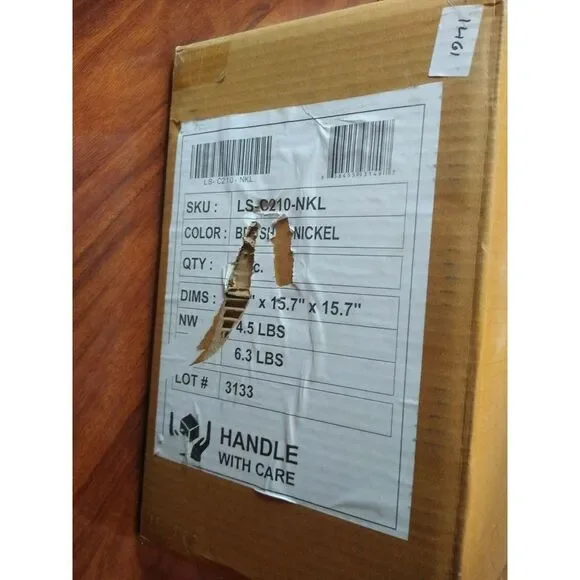 1461
LS-C210-NKL
SKU : LS-C210-NKL
COLOR : NICKEL
QTY : c.
DIMS : " x 15.7" x 15.7"
NW 4.5 LBS
6.3 LBS
LOT # 3133
HANDLE
WITH CARE